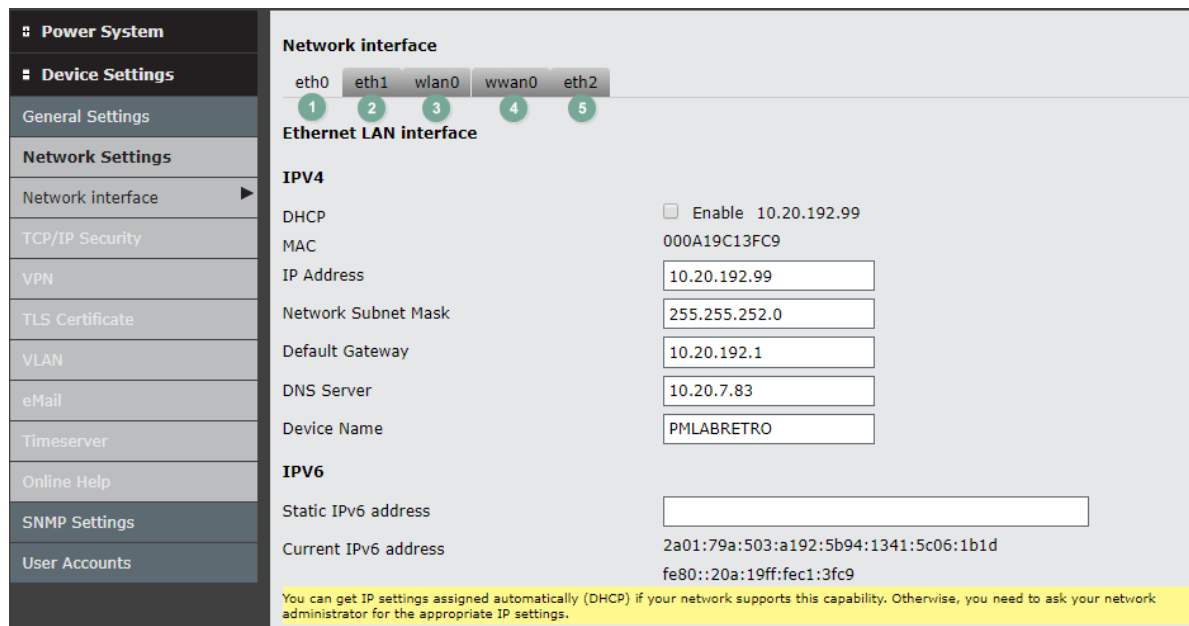 Power System
Device Settings
General Settings
Network Settings
Network interface
TCP/IP Security
VPN
TLS Certificate
VLAN
eMail
Timeserver
Online Help
SNMP Settings
User Accounts
Network interface
eth0 eth1 wlan0 wwan0 eth2
1 2 3 4 5
Ethernet LAN interface
IPV4
DHCP Enable 10.20.192.99
MAC 000A19C13FC9
IP Address 10.20.192.99
Network Subnet Mask 255.255.252.0
Default Gateway 10.20.192.1
DNS Server 10.20.7.83
Device Name PMLABRETRO
IPV6
Static IPv6 address
Current IPv6 address 2a01:79a:503:a192:5b94:1341:5c06:1b1d
fe80::20a:19ff:fec1:3fc9
You can get IP settings assigned automatically (DHCP) if your network supports this capability. Otherwise, you need to ask your network
administrator for the appropriate IP settings.